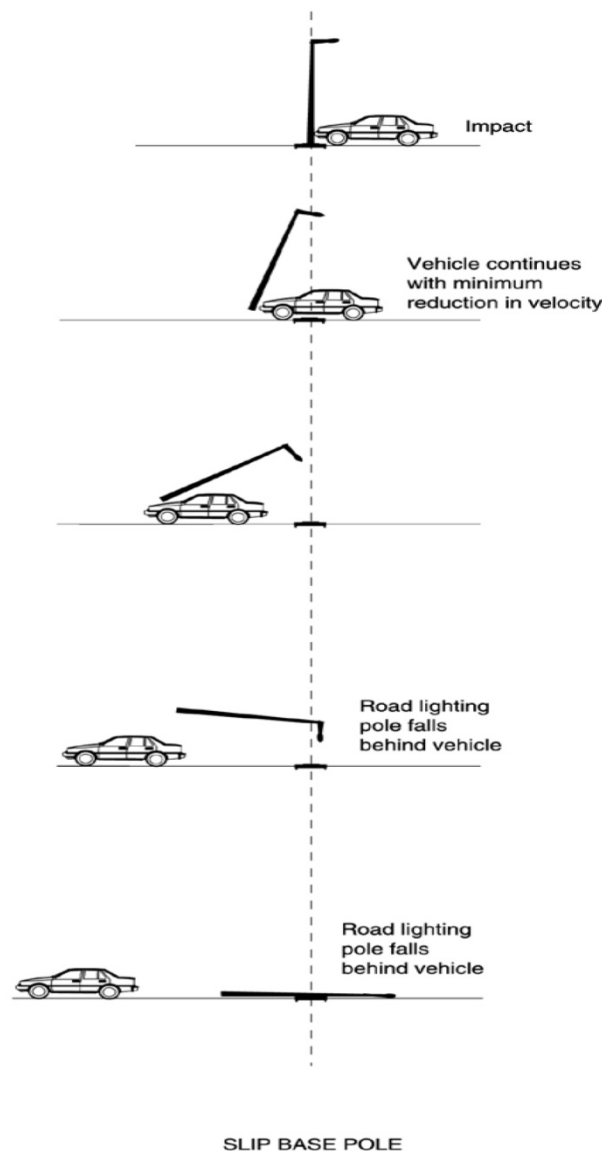 Impact
Vehicle continues
with minimum
reduction in velocity
Road lighting
pole falls
behind vehicle
Road lighting
pole falls
behind vehicle
SLIP BASE POLE